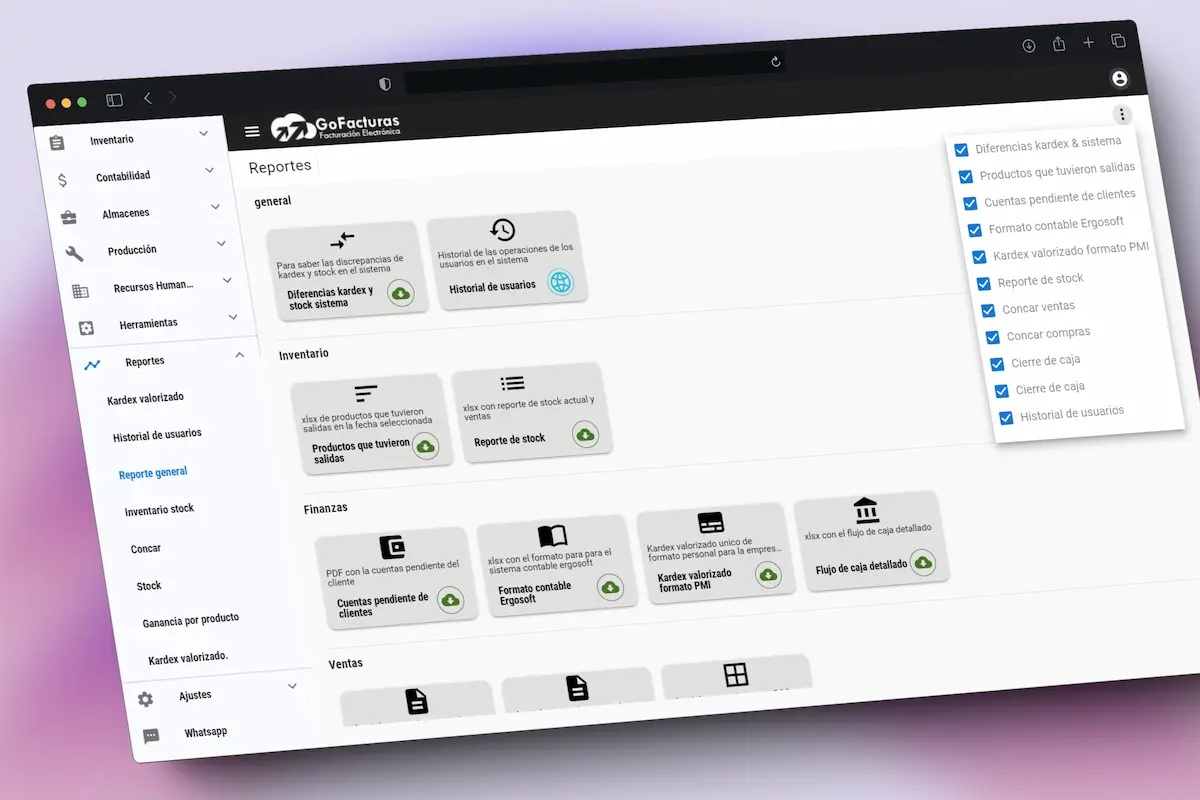 GoFacturas
Facturación Electrónica
Inventario
Contabilidad
Almacenes
Producción
Recursos Human...
Herramientas
Reportes
Kardex valorizado
Historial de usuarios
Reporte general
Inventario stock
Concar
Stock
Ganancia por producto
Kardex valorizado.
Ajustes
Whatsapp
Reportes
general
Para saber las discrepancias de
kardex y stock en el sistema
Diferencias kardex y
stock sistema
Historial de las operaciones de los
usuarios en el sistema
Historial de usuarios
Inventario
xlsx de productos que tuvieron
salidas en la fecha seleccionada
Productos que tuvieron
salidas
xlsx con reporte de stock actual y
ventas
Reporte de stock
Finanzas
PDF con la cuentas pendiente del
cliente
Cuentas pendiente de
clientes
xlsx con el formato para para el
sistema contable ergosoft
Formato contable
Ergosoft
Kardex valorizado unico de
formato personal para la empres...
Kardex valorizado
formato PMI
xlsx con el flujo de caja detallado
Flujo de caja detallado
Ventas
Diferencias kardex & sistema
Productos que tuvieron salidas
Cuentas pendiente de clientes
Formato contable Ergosoft
Kardex valorizado formato PMI
Reporte de stock
Concar ventas
Concar compras
Cierre de caja
Cierre de caja
Historial de usuarios